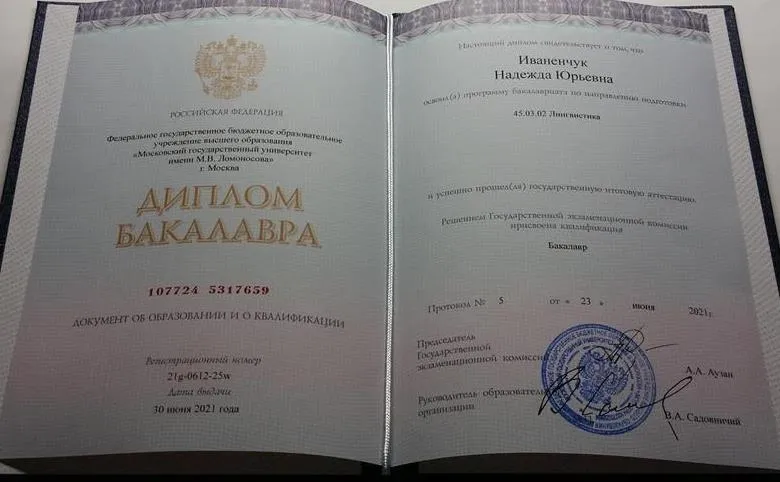 РОССИЙСКАЯ ФЕДЕРАЦИЯ
Федеральное государственное бюджетное образовательное
учреждение высшего образования
«Московский государственный университет
имени М.В. Ломоносова»
г. Москва
ДИПЛОМ
БАКАЛАВРА
107724 5317659
ДОКУМЕНТ ОБ ОБРАЗОВАНИИ И О КВАЛИФИКАЦИИ
Регистрационный номер
21g-0612-25w
Дата выдачи
30 июня 2021 года
Настоящий диплом свидетельствует о том, что
Иваненчук
Надежда Юрьевна
освоил(а) программу бакалавриата по направлению подготовки
45.03.02 Лингвистика
и успешно прошел(ла) государственную итоговую аттестацию.
Решением Государственной экзаменационной комиссии
присвоена квалификация
Бакалавр
Протокол № 5 от « 23 » июня 2021г.
Председатель
Государственной
экзаменационной комиссии
А.А. Аузан
Руководитель образователь
организации
В.А. Садовничий